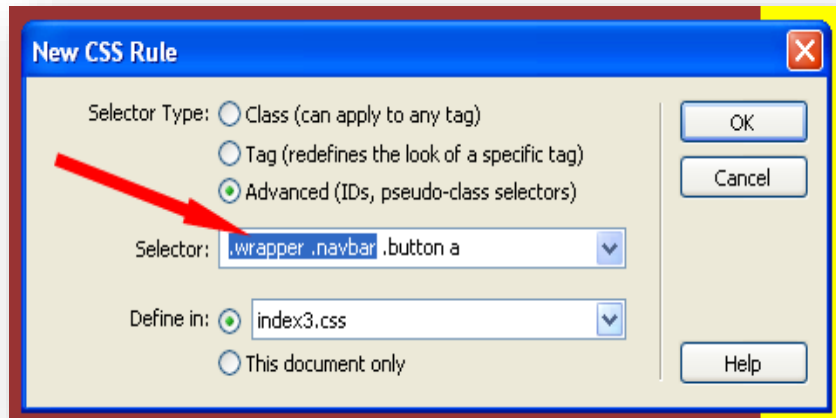 New CSS Rule
Selector Type: Class (can apply to any tag)
OK
Tag (redefines the look of a specific tag)
Advanced (IDs, pseudo-class selectors)
Cancel
Selector: .wrapper .navbar .button a
Define in: index3.css
This document only
Help